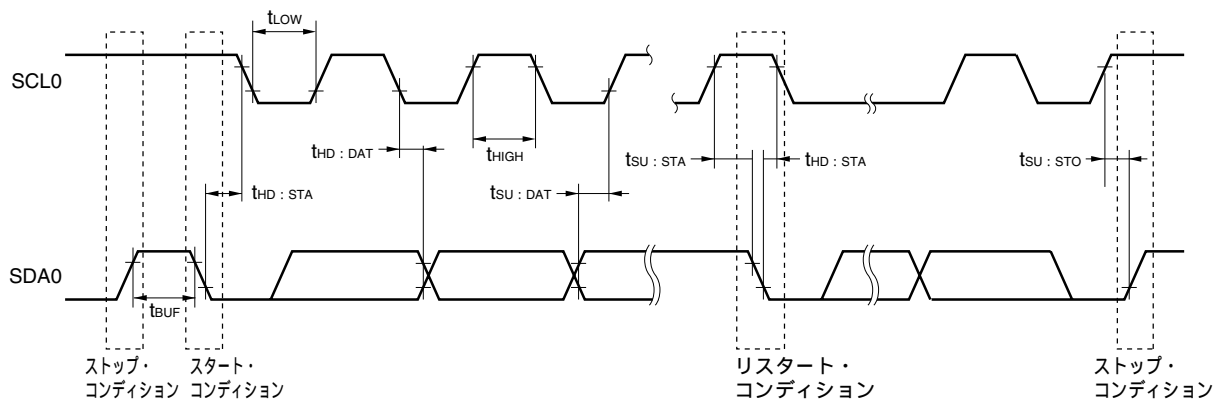 tLOW
SCL0
tHD : DAT
tHIGH
tSU : STA
tHD : STA
tSU : STO
tHD : STA
tSU : DAT
SDA0
tBUF
ストップ・
コンディション
スタート・
コンディション
リスタート・
コンディション
ストップ・
コンディション